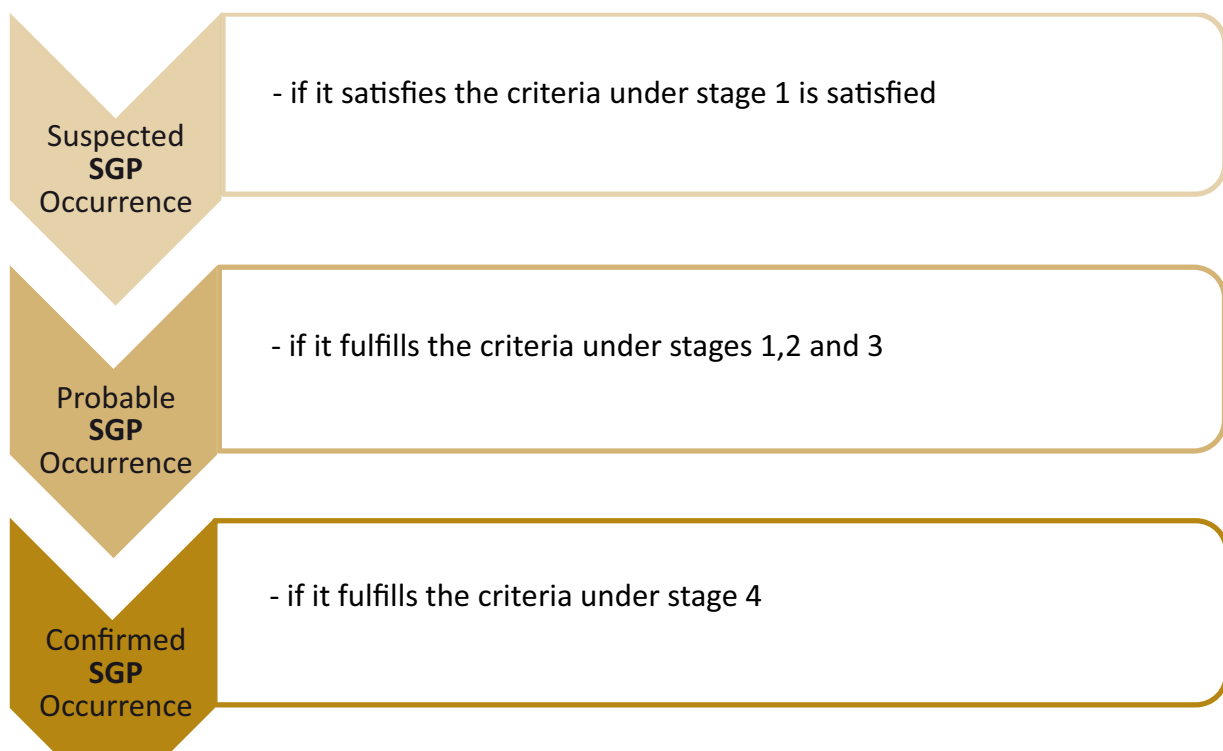 Suspected
SGP
Occurrence
- if it satisfies the criteria under stage 1 is satisfied
Probable
SGP
Occurrence
- if it fulfills the criteria under stages 1,2 and 3
Confirmed
SGP
Occurrence
- if it fulfills the criteria under stage 4